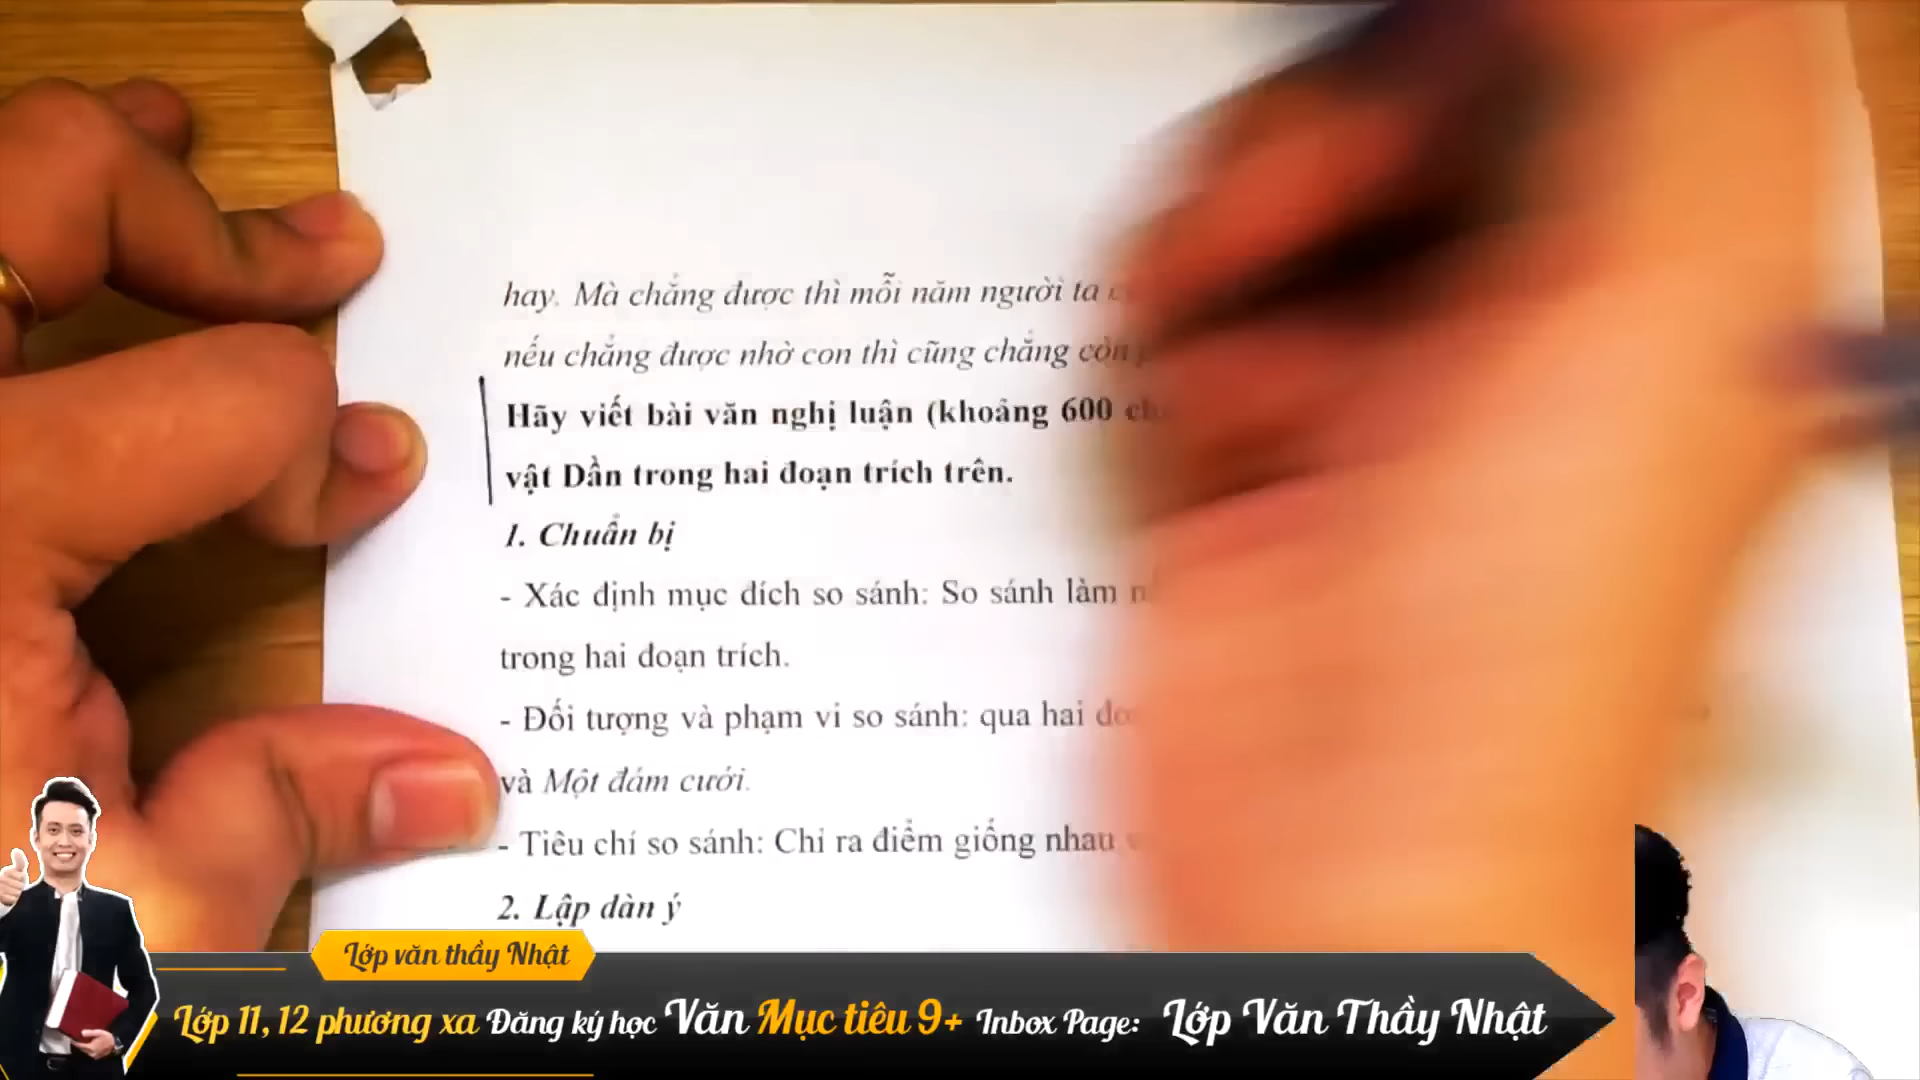 hay. Mà chẳng được thì mỗi năm người ta
nếu chẳng được nhờ con thì cũng chẳng còn
Hãy viết bài văn nghị luận (khoảng 600
vật Dần trong hai đoạn trích trên.
1. Chuẩn bị
- Xác định mục đích so sánh: So sánh làm
trong hai đoạn trích.
- Đối tượng và phạm vi so sánh: qua hai
và Một đám cưới.
- Tiêu chí so sánh: Chỉ ra điểm giống nhau
2. Lập dàn ý
Lớp văn thầy Nhật
Lớp 11, 12 phương xa Đăng ký học Văn Mục tiêu 9+ Inbox Page: Lớp Văn Thầy Nhật